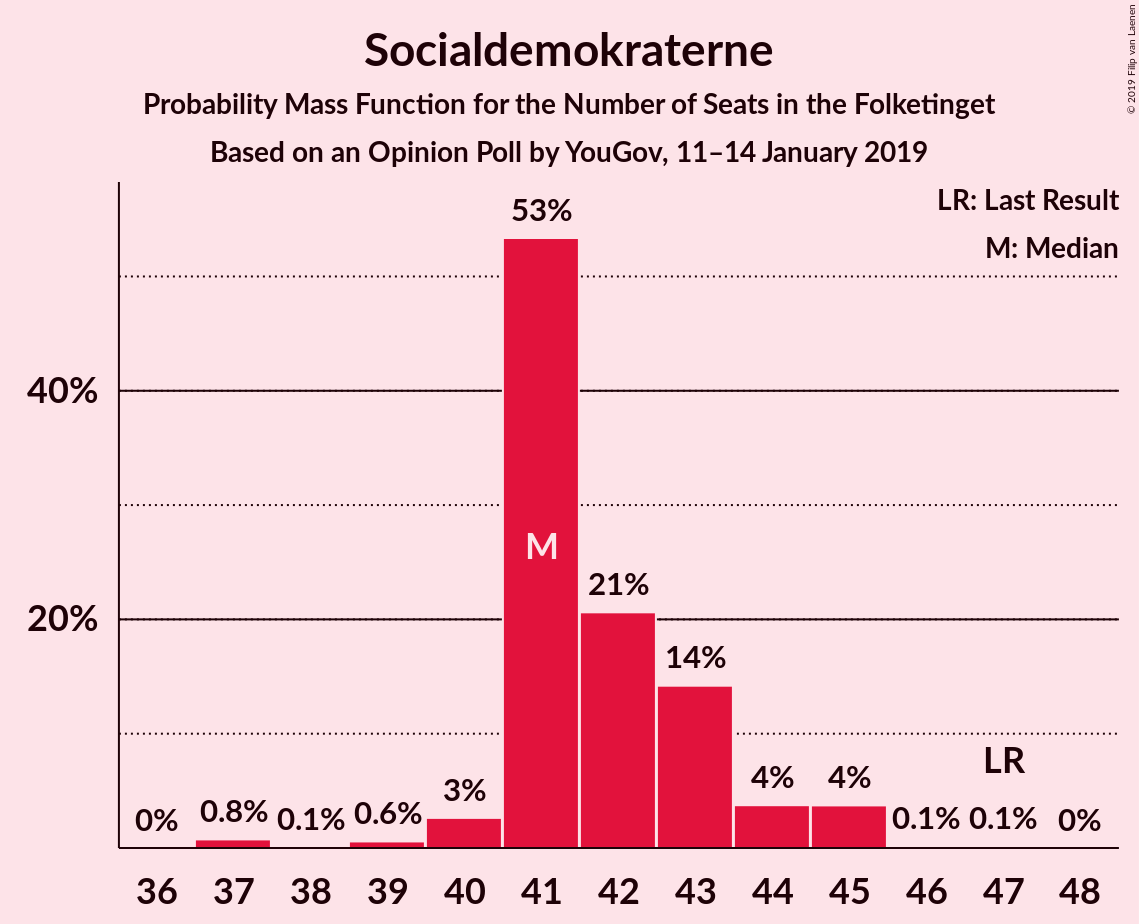 Socialdemokraterne
Probability Mass Function for the Number of Seats in the Folketinget
Based on an Opinion Poll by YouGov, 11–14 January 2019
© 2019 Filip van Laenen
LR: Last Result
M: Median
40%
20%
0%
0.8%
0.1%
0.6%
3%
53%
M
21%
14%
4%
4%
0.1%
LR
0.1%
0%
36 37 38 39 40 41 42 43 44 45 46 47 48